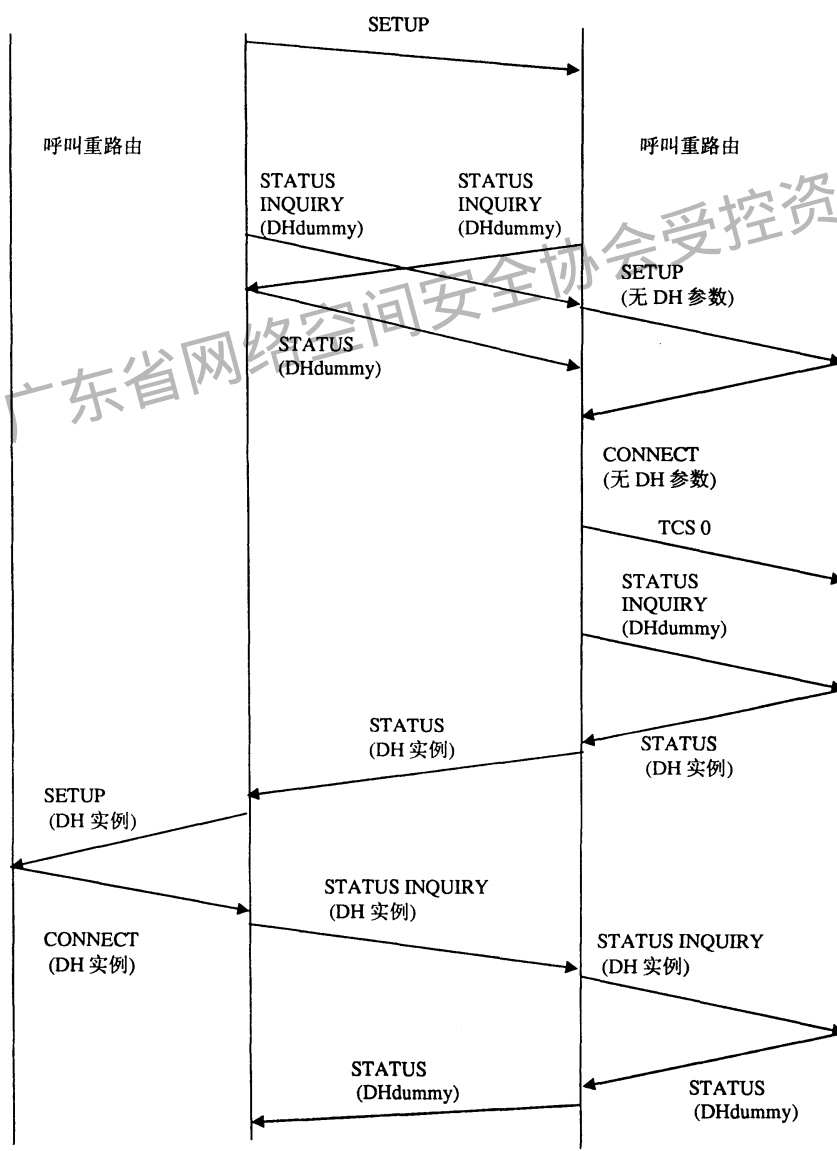 SETUP
呼叫重路由
呼叫重路由
STATUS
INQUIRY
(DHdummy)
STATUS
INQUIRY
(DHdummy)
SETUP
(无 DH 参数)
STATUS
(DHdummy)
广东省网络空间安全协会受控资
CONNECT
(无 DH 参数)
TCS 0
STATUS
INQUIRY
(DHdummy)
STATUS
(DH 实例)
STATUS
(DH 实例)
SETUP
(DH 实例)
STATUS INQUIRY
(DH 实例)
CONNECT
(DH 实例)
STATUS INQUIRY
(DH 实例)
STATUS
(DHdummy)
STATUS
(DHdummy)